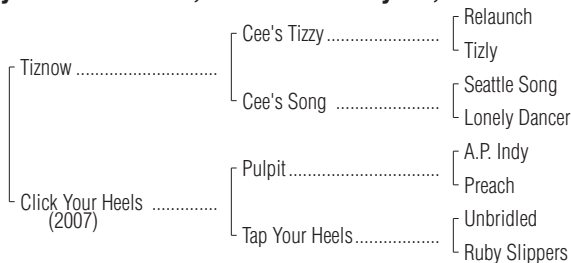 Relaunch
Cee's Tizzy
Tizly
Tiznow
Seattle Song
Cee's Song
Lonely Dancer
A.P. Indy
Pulpit
Preach
Click Your Heels
(2007)
Unbridled
Tap Your Heels
Ruby Slippers